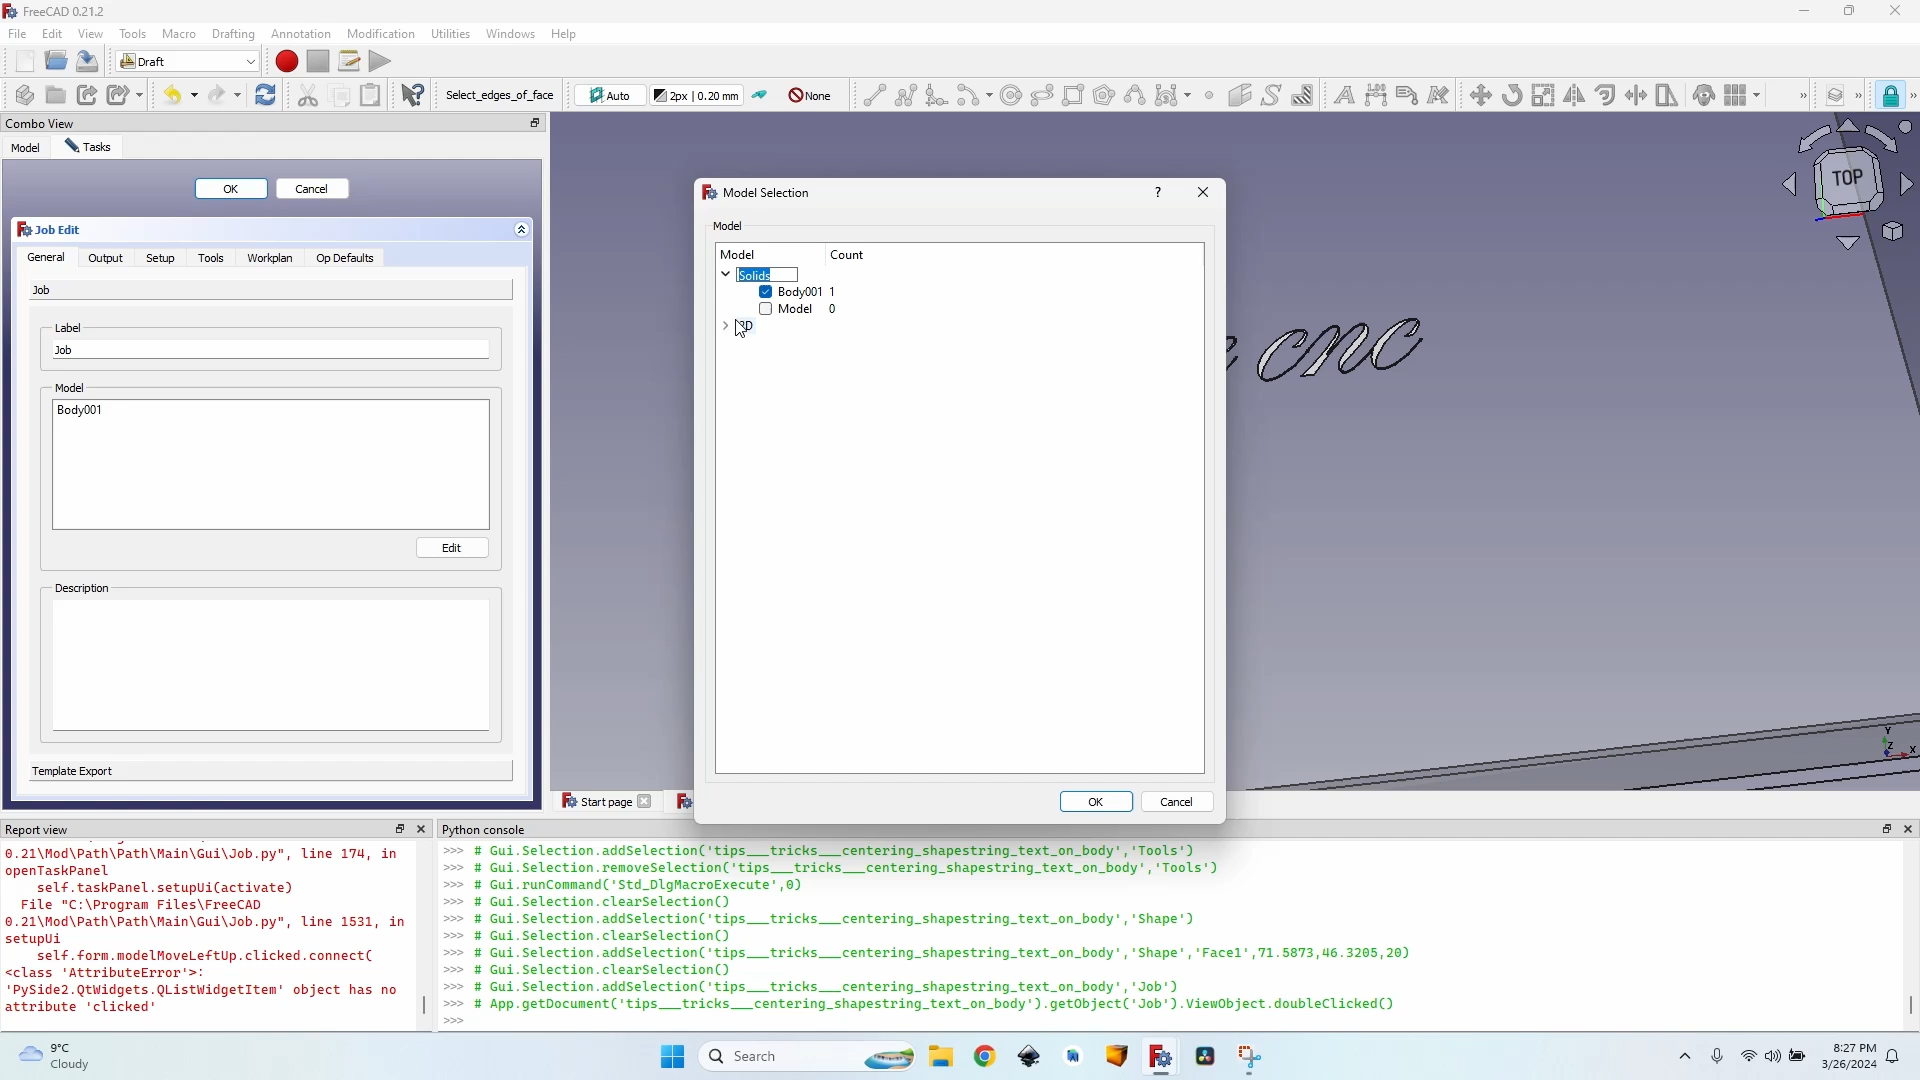 FreeCAD 0.21.2
File Edit View Tools Macro Drafting Annotation Modification Utilities Windows Help
Draft
Select_edges_of_face Auto 2px | 0.20 mm None
Combo View
Model Tasks
OK Cancel
Job Edit
General Output Setup Tools Workplan Op Defaults
Job
Label
Job
Model
Body001
Edit
Description
Template Export
Model Selection
Model
Model Count
Solids
Body001 1
Model 0
OK Cancel
TOP
CNC
Y
Z
X
Start page
Report view
0.21\Mod\Path\Path\Main\Gui\Job.py", line 174, in
openTaskPanel
self.taskPanel.setupUi(activate)
File "C:\Program Files\FreeCAD
0.21\Mod\Path\Path\Main\Gui\Job.py", line 1531, in
setupUi
self.form.modelMoveLeftUp.clicked.connect(
<class 'AttributeError'>:
'PySide2.QtWidgets.QListWidgetItem' object has no
attribute 'clicked'
Python console
>>> # Gui.Selection.addSelection('tips___tricks___centering_shapestring_text_on_body','Tools')
>>> # Gui.Selection.removeSelection('tips___tricks___centering_shapestring_text_on_body','Tools')
>>> # Gui.runCommand('Std_DlgMacroExecute',0)
>>> # Gui.Selection.clearSelection()
>>> # Gui.Selection.addSelection('tips___tricks___centering_shapestring_text_on_body','Shape')
>>> # Gui.Selection.clearSelection()
>>> # Gui.Selection.addSelection('tips___tricks___centering_shapestring_text_on_body','Shape','Face1',71.5873,46.3205,20)
>>> # Gui.Selection.clearSelection()
>>> # Gui.Selection.addSelection('tips___tricks___centering_shapestring_text_on_body','Job')
>>> # App.getDocument('tips___tricks___centering_shapestring_text_on_body').getObject('Job').ViewObject.doubleClicked()
>>>
9°C
Cloudy
Search
8:27 PM
3/26/2024